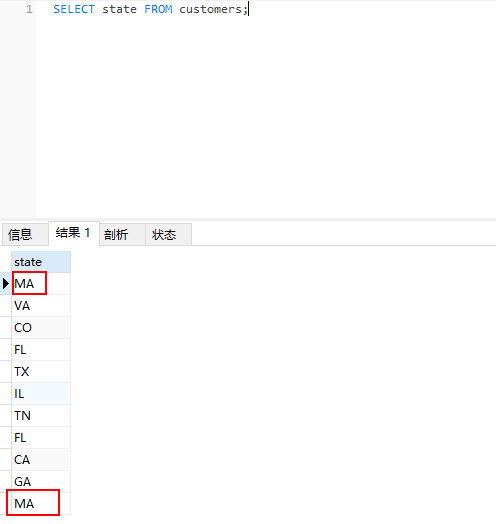 1 SELECT state FROM customers;
信息 结果 1 剖析 状态
state
MA
VA
CO
FL
TX
IL
TN
FL
CA
GA
MA